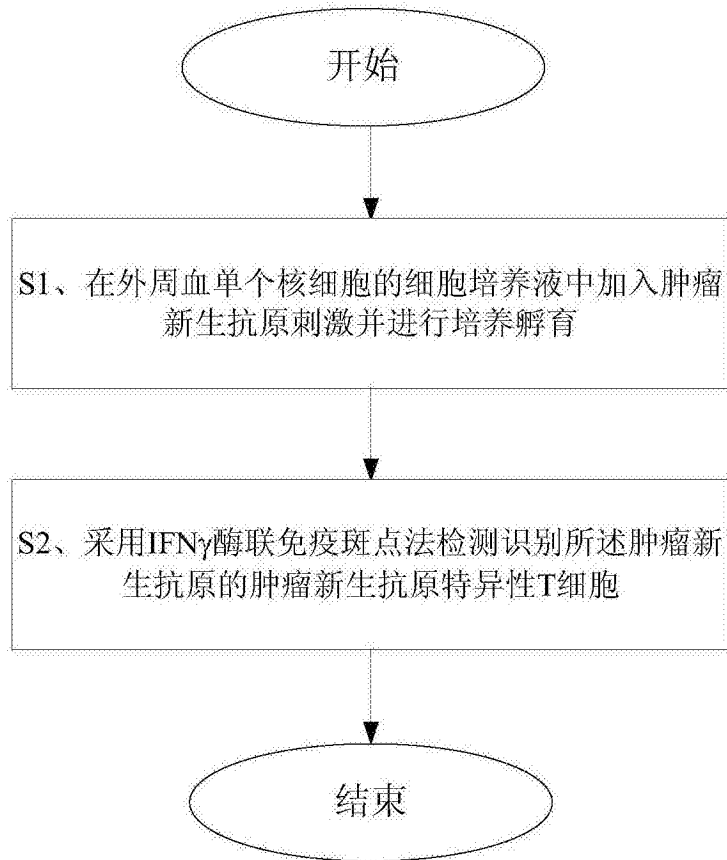 开始
S1、在外周血单个核细胞的细胞培养液中加入肿瘤
新生抗原刺激并进行培养孵育
S2、采用IFNγ酶联免疫斑点法检测识别所述肿瘤新
生抗原的肿瘤新生抗原特异性T细胞
结束